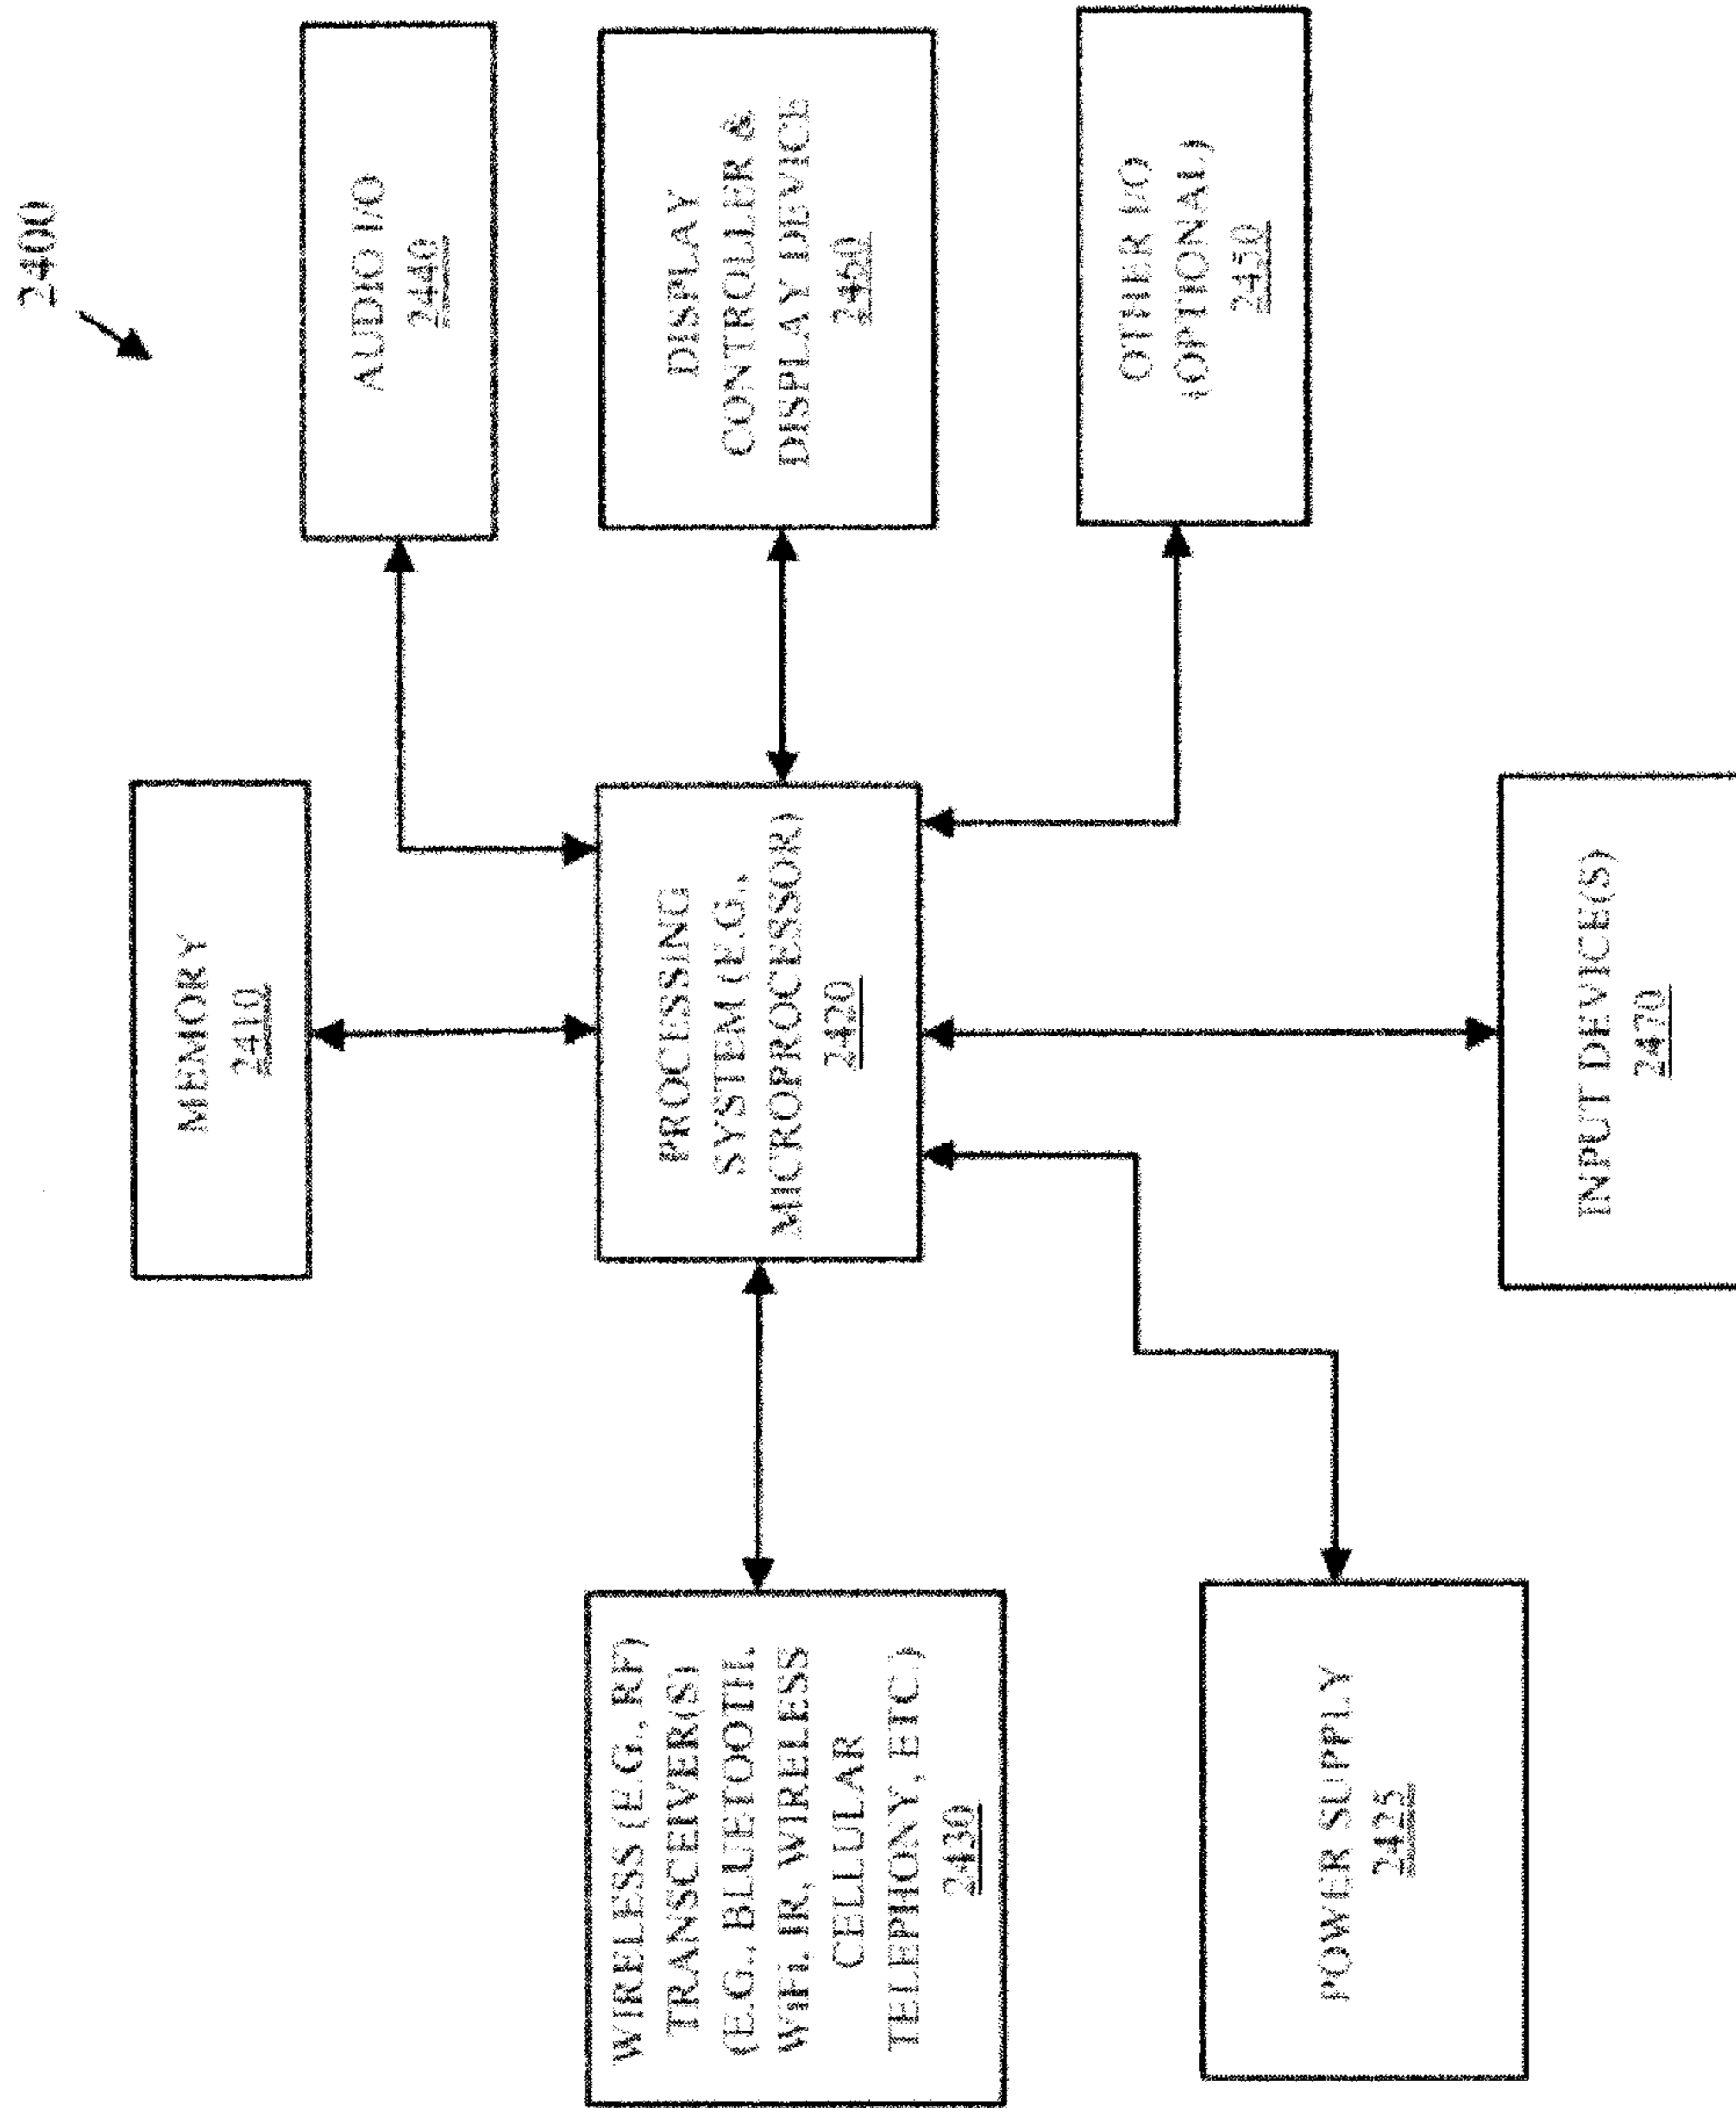 2400
MEMORY
2410
AUDIO I/O
2440
WIRELESS (E.G., RF)
TRANSCEIVER(S)
(E.G., BLUETOOTH,
WiFi, IR, WIRELESS
CELLULAR
TELEPHONY, ETC.)
2430
PROCESSING
SYSTEM (E.G.,
MICROPROCESSOR)
2420
DISPLAY
CONTROLLER &
DISPLAY DEVICE
2460
POWER SUPPLY
2425
INPUT DEVICE(S)
2470
OTHER I/O
(OPTIONAL)
2450